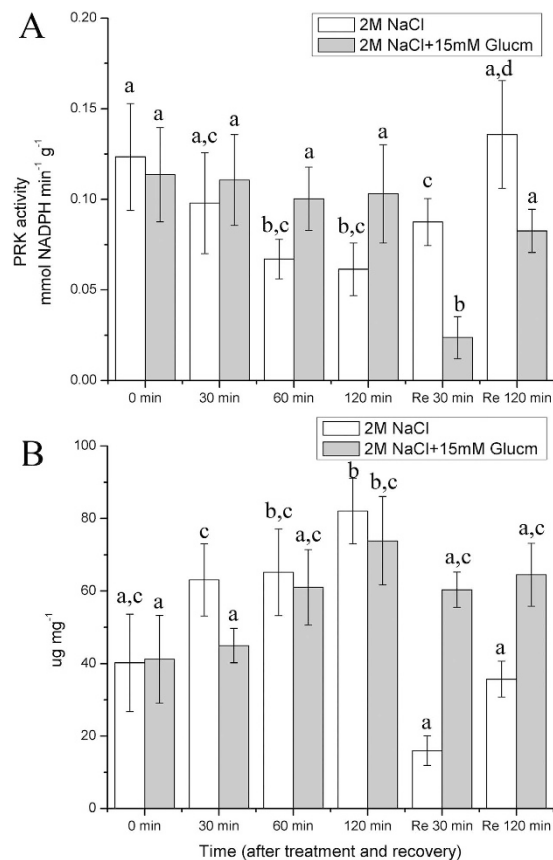 A
2M NaCl
2M NaCl+15mM Glucm
PRK activity
mmol NADPH min⁻¹ g⁻¹
0.20
0.15
0.10
0.05
0.00
a
a
a,c
a
b,c
a
b,c
a
c
b
a,d
a
0 min
30 min
60 min
120 min
Re 30 min
Re 120 min
B
2M NaCl
2M NaCl+15mM Glucm
ug mg⁻¹
100
80
60
40
20
0
a,c
a
c
a
b,c
a,c
b
b,c
a
a,c
a
a,c
0 min
30 min
60 min
120 min
Re 30 min
Re 120 min
Time (after treatment and recovery)